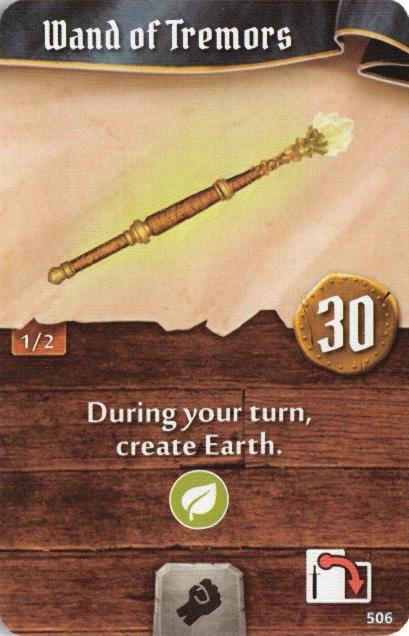 Wand of Tremors
30
1/2
During your turn,
create Earth.
506